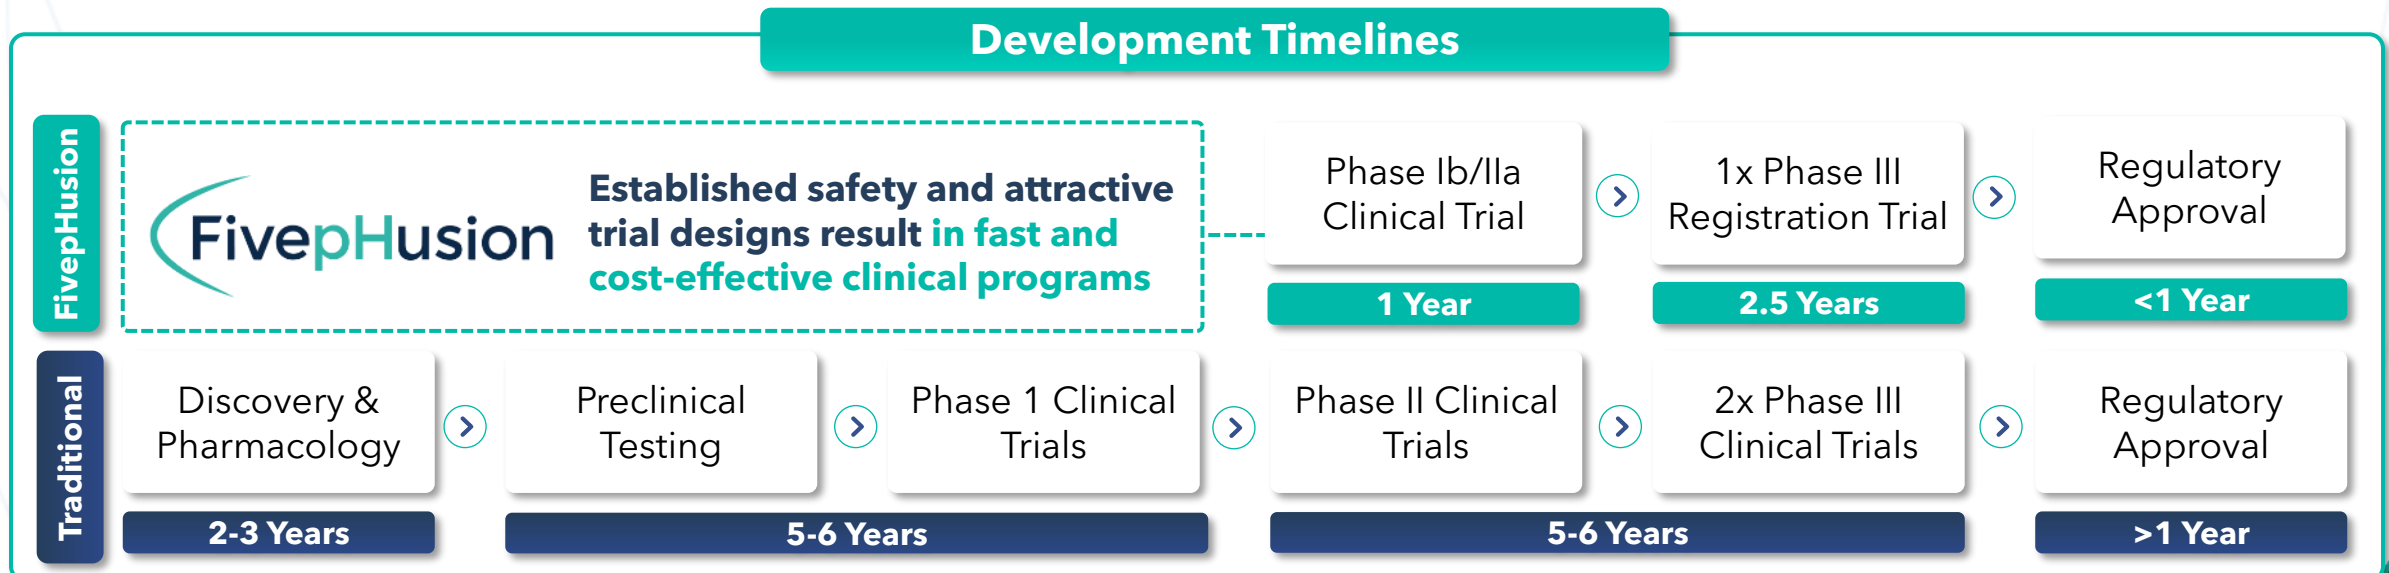 Development Timelines
FivepHusion
FivepHusion
Established safety and attractive
trial designs result in fast and
cost-effective clinical programs
Phase Ib/IIa
Clinical Trial
1 Year
1x Phase III
Registration Trial
2.5 Years
Regulatory
Approval
<1 Year
Traditional
Discovery &
Pharmacology
2-3 Years
Preclinical
Testing
Phase 1 Clinical
Trials
5-6 Years
Phase II Clinical
Trials
2x Phase III
Clinical Trials
5-6 Years
Regulatory
Approval
>1 Year